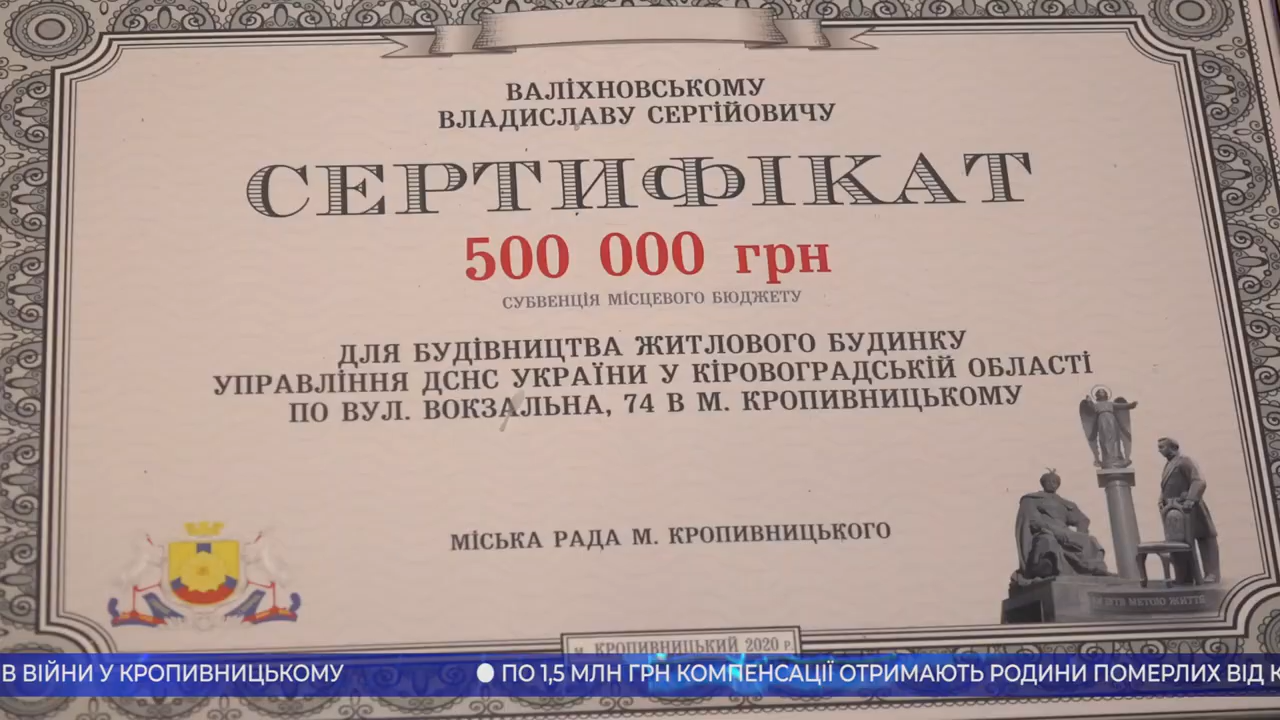 ВАЛІХНОВСЬКОМУ
ВЛАДИСЛАВУ СЕРГІЙОВИЧУ
СЕРТИФІКАТ
500 000 грн
СУБВЕНЦІЯ МІСЦЕВОГО БЮДЖЕТУ
ДЛЯ БУДІВНИЦТВА ЖИТЛОВОГО БУДИНКУ
УПРАВЛІННЯ ДСНС УКРАЇНИ У КІРОВОГРАДСЬКІЙ ОБЛАСТІ
ПО ВУЛ. ВОКЗАЛЬНА, 74 В М. КРОПИВНИЦЬКОМУ
МІСЬКА РАДА М. КРОПИВНИЦЬКОГО
МЕТОЮ ЖИТТЯ
м. КРОПИВНИЦЬКИЙ 2020 р.
В ВІЙНИ У КРОПИВНИЦЬКОМУ
● ПО 1,5 МЛН ГРН КОМПЕНСАЦІЇ ОТРИМАЮТЬ РОДИНИ ПОМЕРЛИХ ВІД К